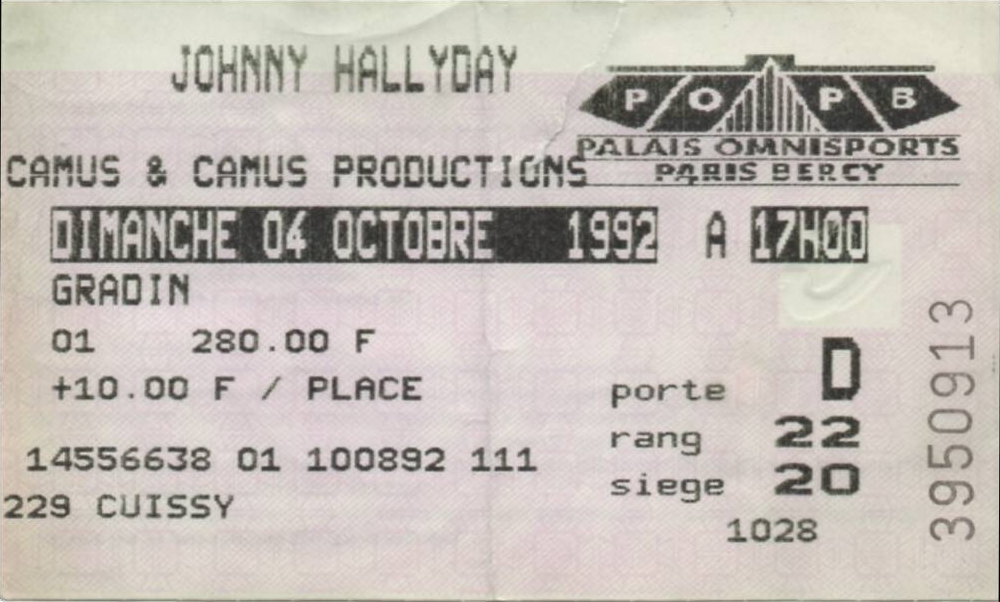 JOHNNY HALLYDAY
P O P B
PALAIS OMNISPORTS
PARIS BERCY
CAMUS & CAMUS PRODUCTIONS
DIMANCHE 04 OCTOBRE 1992 A 17H00
GRADIN
01 280.00 F
+10.00 F / PLACE
porte D
rang 22
siege 20
14556638 01 100892 111
229 CUISSY
1028
3950913